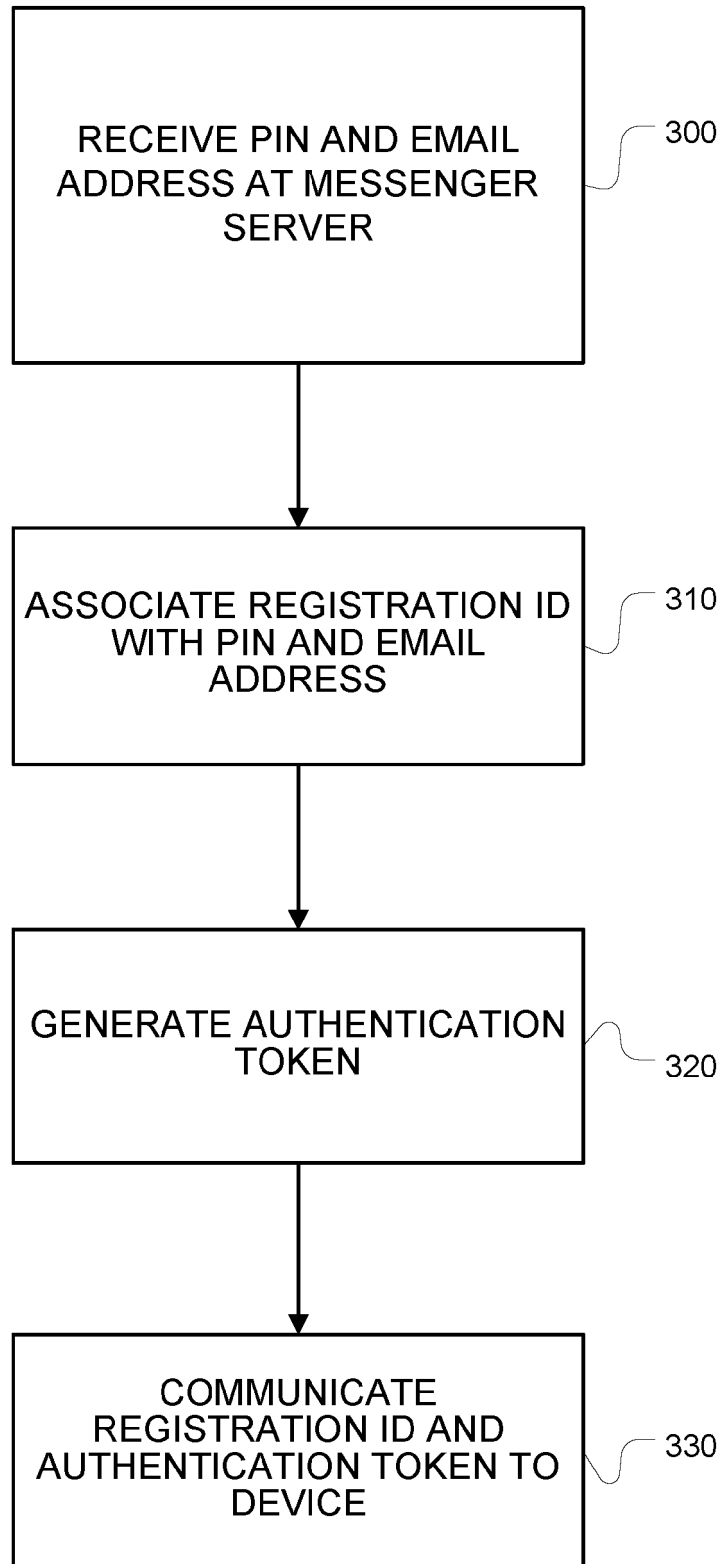 RECEIVE PIN AND EMAIL
ADDRESS AT MESSENGER
SERVER
300
ASSOCIATE REGISTRATION ID
WITH PIN AND EMAIL
ADDRESS
310
GENERATE AUTHENTICATION
TOKEN
320
COMMUNICATE
REGISTRATION ID AND
AUTHENTICATION TOKEN TO
DEVICE
330